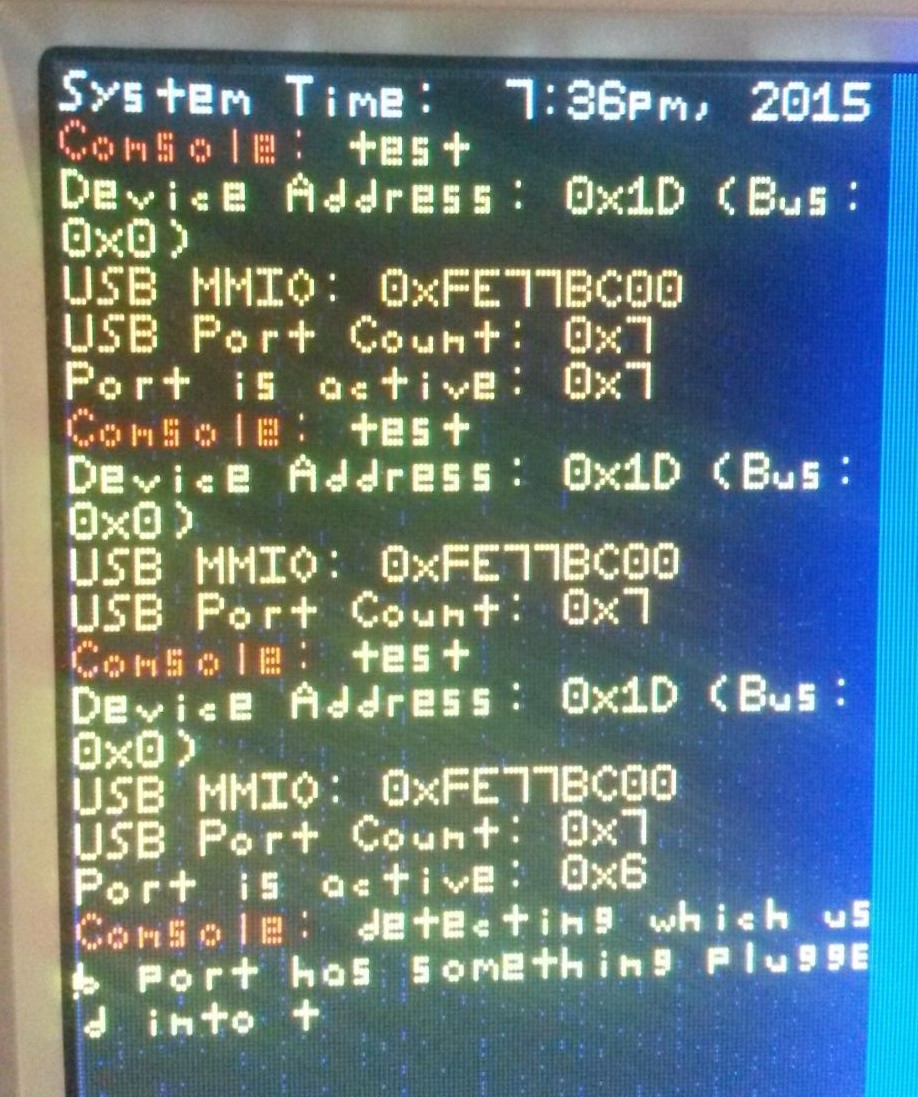 System Time:  7:36pm, 2015
Console: test
Device Address: 0x1D (Bus:
0x0)
USB MMIO: 0xFE77BC00
USB Port Count: 0x7
Port is active: 0x7
Console: test
Device Address: 0x1D (Bus:
0x0)
USB MMIO: 0xFE77BC00
USB Port Count: 0x7
Console: test
Device Address: 0x1D (Bus:
0x0)
USB MMIO: 0xFE77BC00
USB Port Count: 0x7
Port is active: 0x6
Console: detecting which us
b port has something plugge
d into t